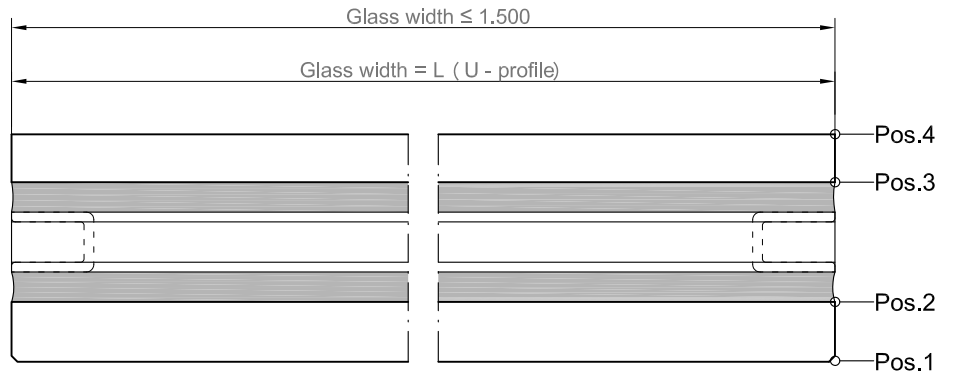 Glass width ≤ 1.500
Glass width = L ( U - profile)
Pos.4
Pos.3
Pos.2
Pos.1